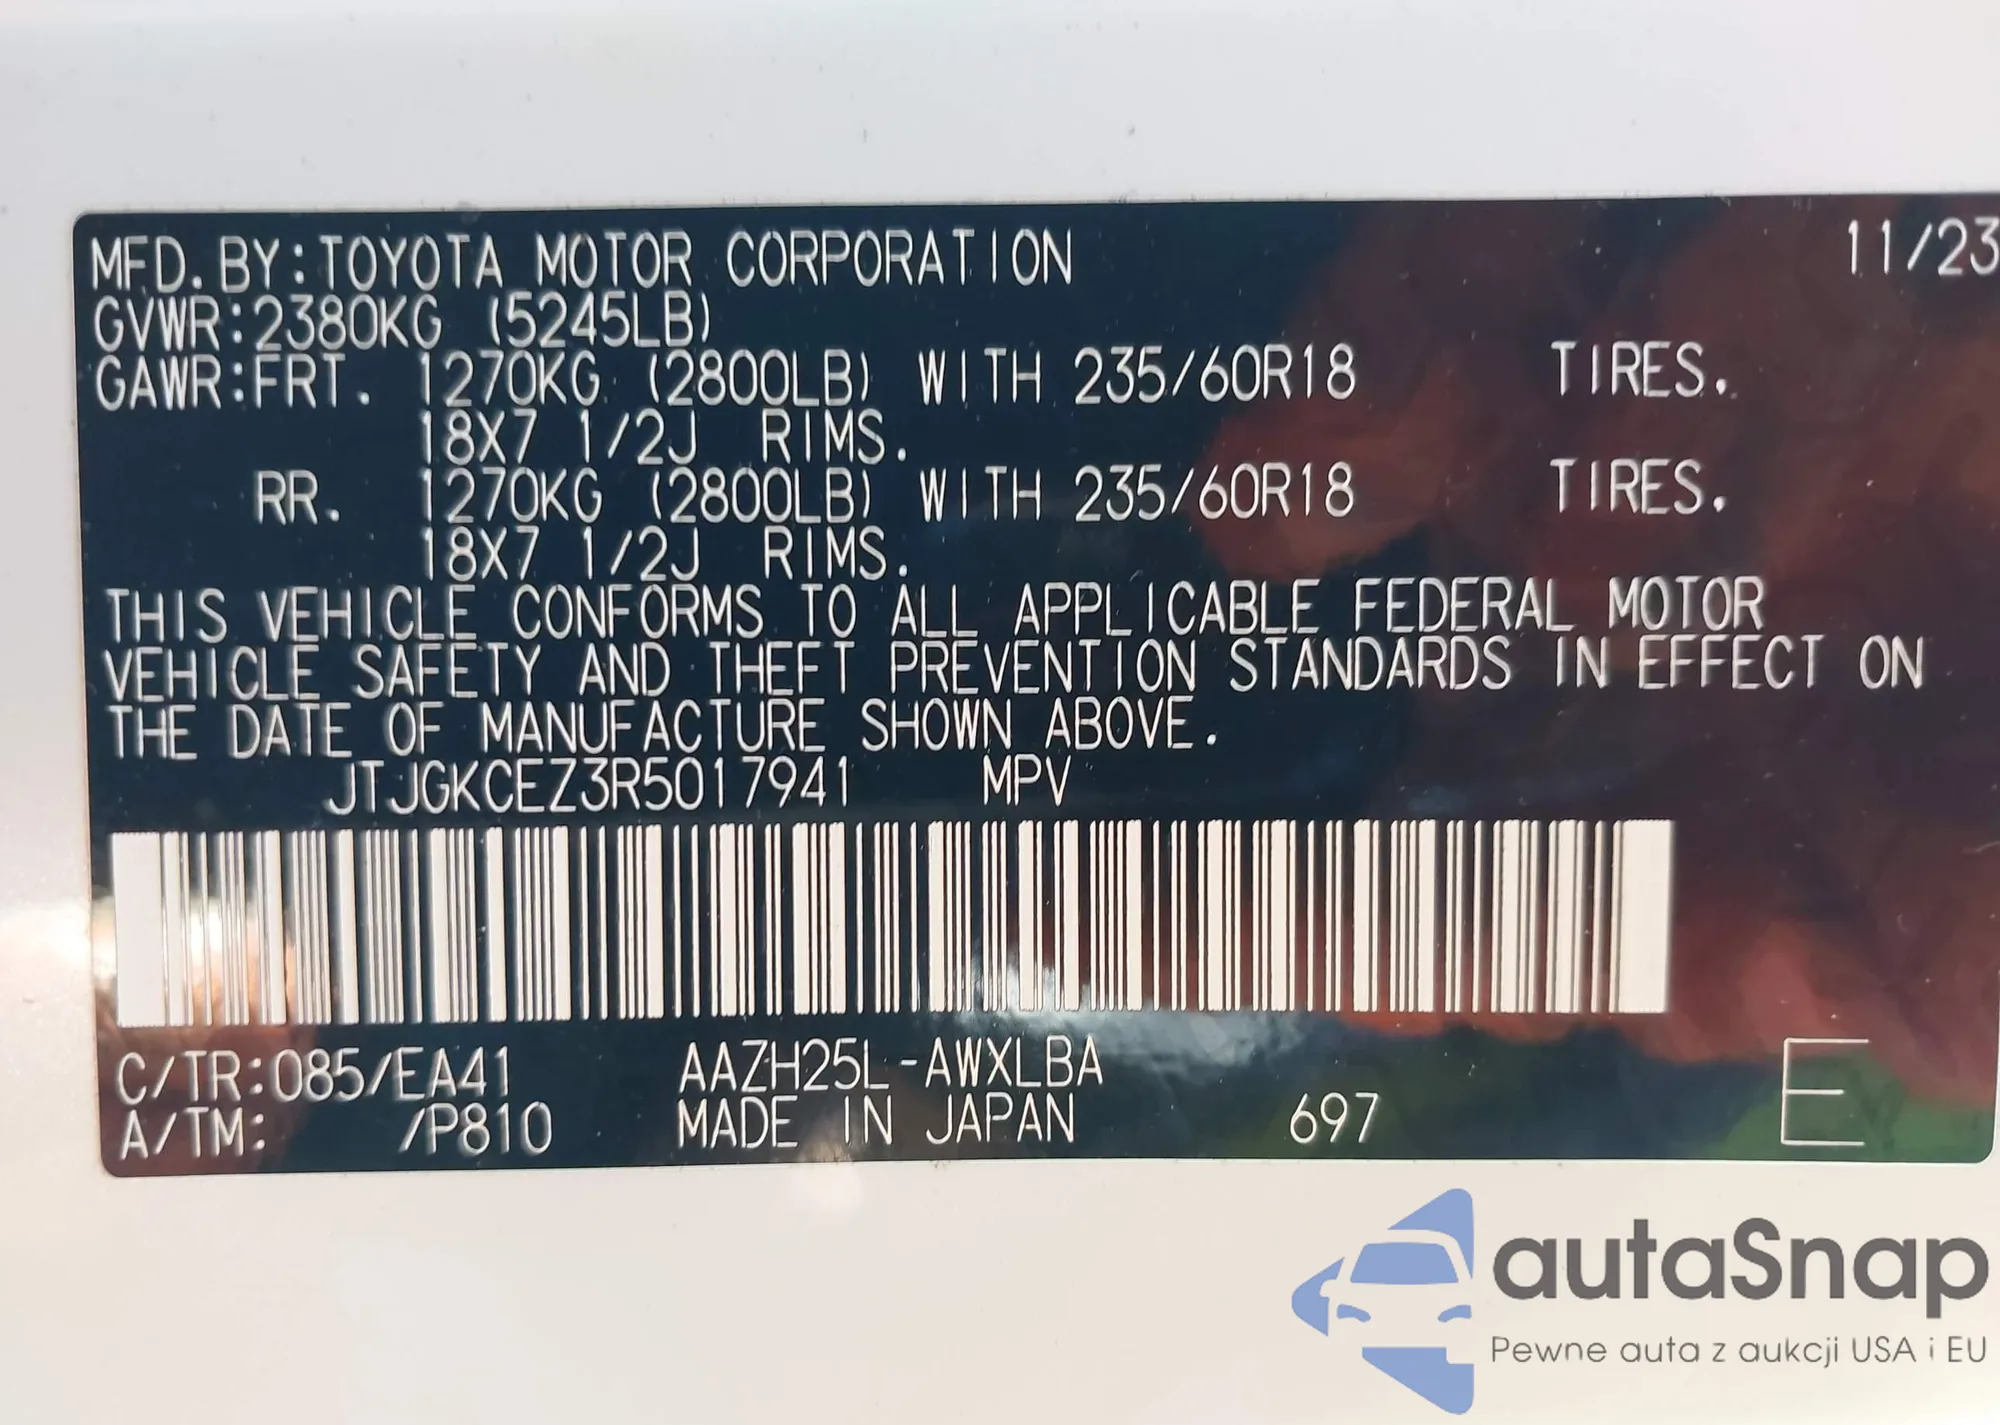 MFD.BY:TOYOTA MOTOR CORPORATION 11/23
GVWR:2380KG (5245LB)
GAWR:FRT. 1270KG (2800LB) WITH 235/60R18 TIRES.
18X7 1/2J RIMS.
RR. 1270KG (2800LB) WITH 235/60R18 TIRES.
18X7 1/2J RIMS.
THIS VEHICLE CONFORMS TO ALL APPLICABLE FEDERAL MOTOR
VEHICLE SAFETY AND THEFT PREVENTION STANDARDS IN EFFECT ON
THE DATE OF MANUFACTURE SHOWN ABOVE.
JTJGKCEZ3R5017941 MPV
C/TR:085/EA41 AAZH25L-AWXLBA
A/TM: /P810 MADE IN JAPAN 697 E
autaSnap
Pewne auta z aukcji USA i EU